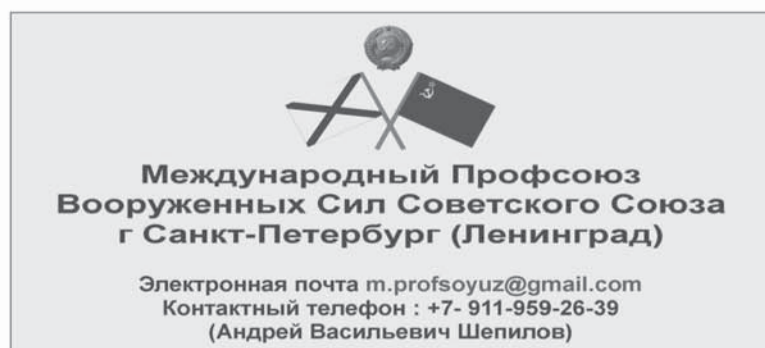 Международный Профсоюз
Вооруженных Сил Советского Союза
г Санкт-Петербург (Ленинград)
Электронная почта m.profsoyuz@gmail.com
Контактный телефон : +7- 911-959-26-39
(Андрей Васильевич Шепилов)